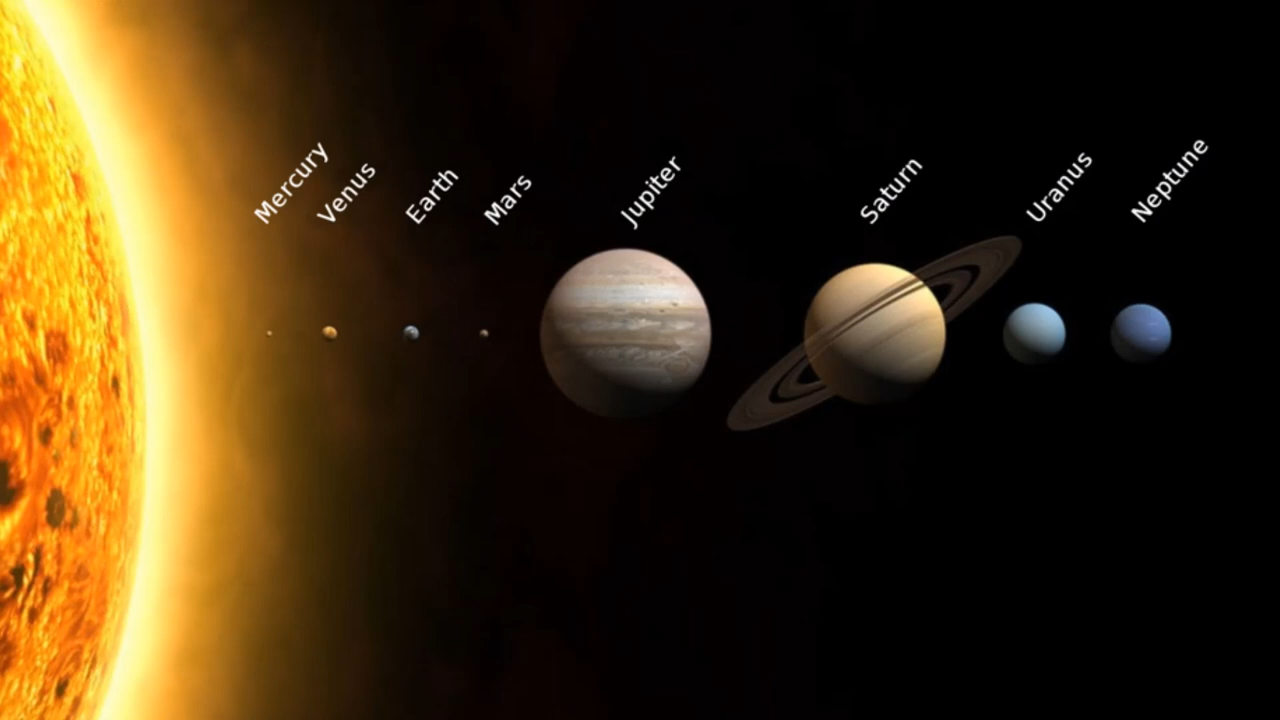 Mercury
Venus
Earth
Mars
Jupiter
Saturn
Uranus
Neptune